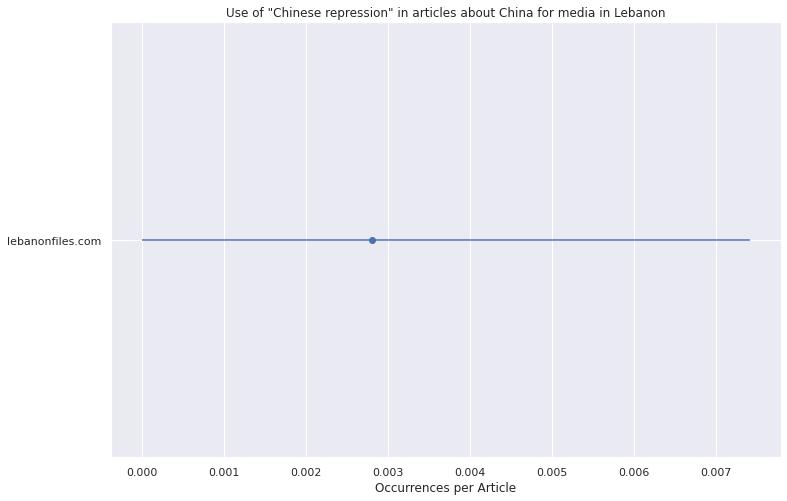 Use of "Chinese repression" in articles about China for media in Lebanon
lebanonfiles.com
0.000 0.001 0.002 0.003 0.004 0.005 0.006 0.007
Occurrences per Article